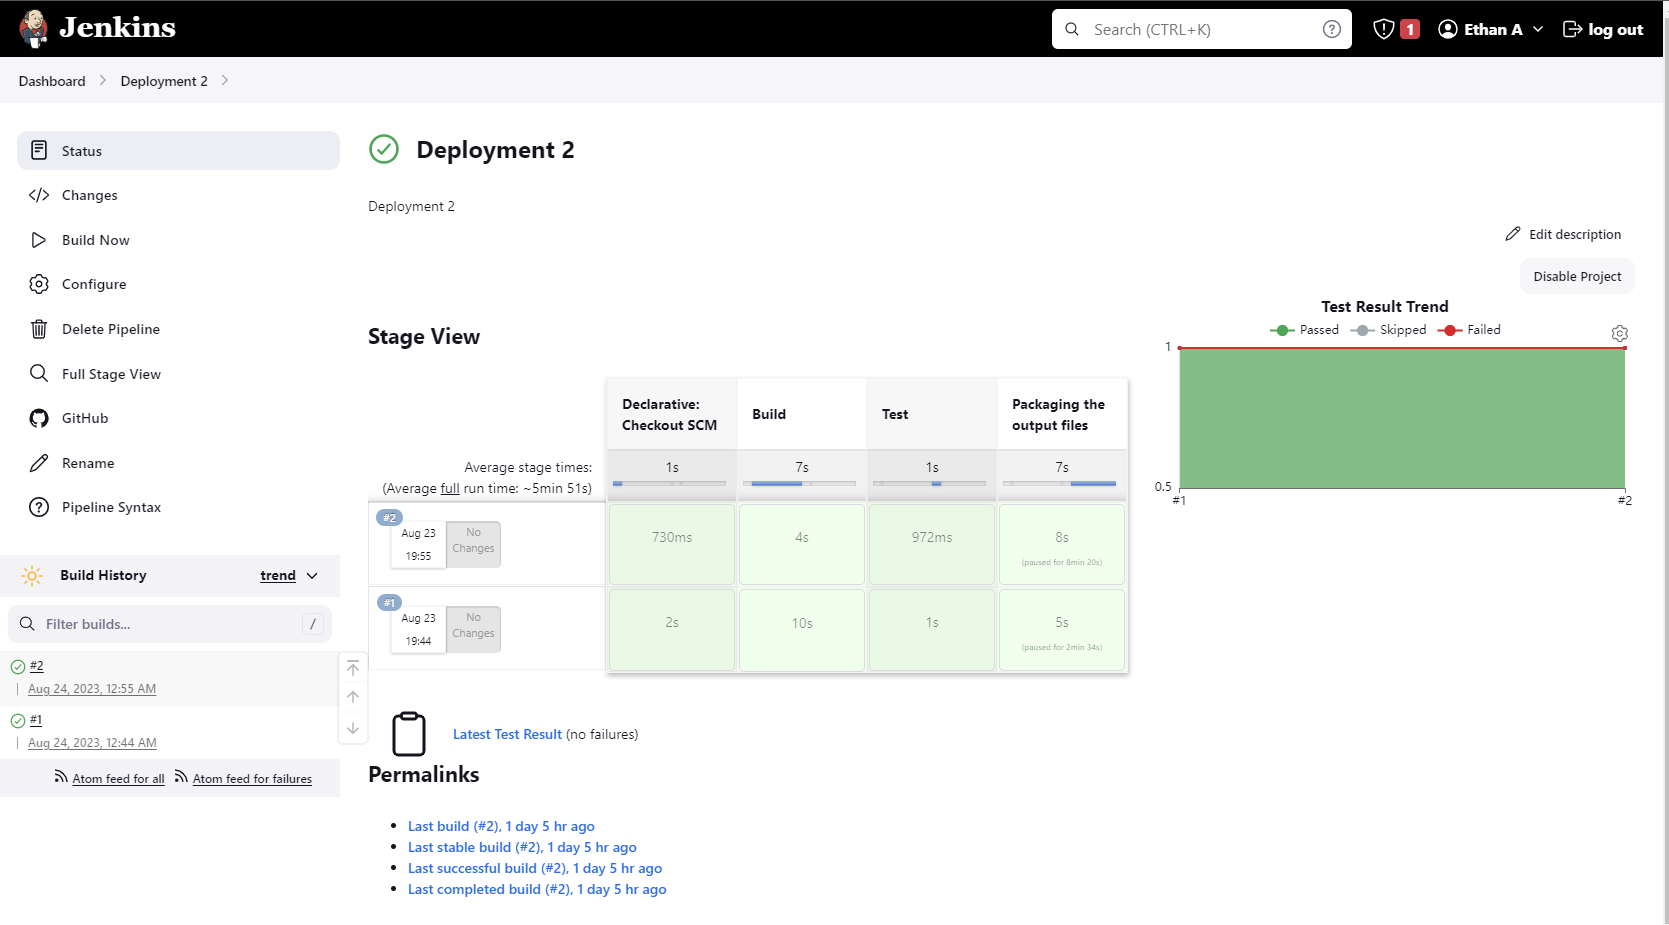 Jenkins
Search (CTRL+K)
1
Ethan A
log out
Dashboard
Deployment 2
Status
Changes
Build Now
Configure
Delete Pipeline
Full Stage View
GitHub
Rename
Pipeline Syntax
Build History
trend
Filter builds...
/
#2
Aug 24, 2023, 12:55 AM
#1
Aug 24, 2023, 12:44 AM
Atom feed for all
Atom feed for failures
Deployment 2
Deployment 2
Edit description
Disable Project
Stage View
Declarative: Checkout SCM
Build
Test
Packaging the output files
Average stage times:
(Average full run time: ~5min 51s)
1s
7s
1s
7s
#2
Aug 23
19:55
No Changes
730ms
4s
972ms
8s
(paused for 8min 20s)
#1
Aug 23
19:44
No Changes
2s
10s
1s
5s
(paused for 2min 34s)
Test Result Trend
Passed
Skipped
Failed
1
0.5
#1
#2
Latest Test Result (no failures)
Permalinks
Last build (#2), 1 day 5 hr ago
Last stable build (#2), 1 day 5 hr ago
Last successful build (#2), 1 day 5 hr ago
Last completed build (#2), 1 day 5 hr ago